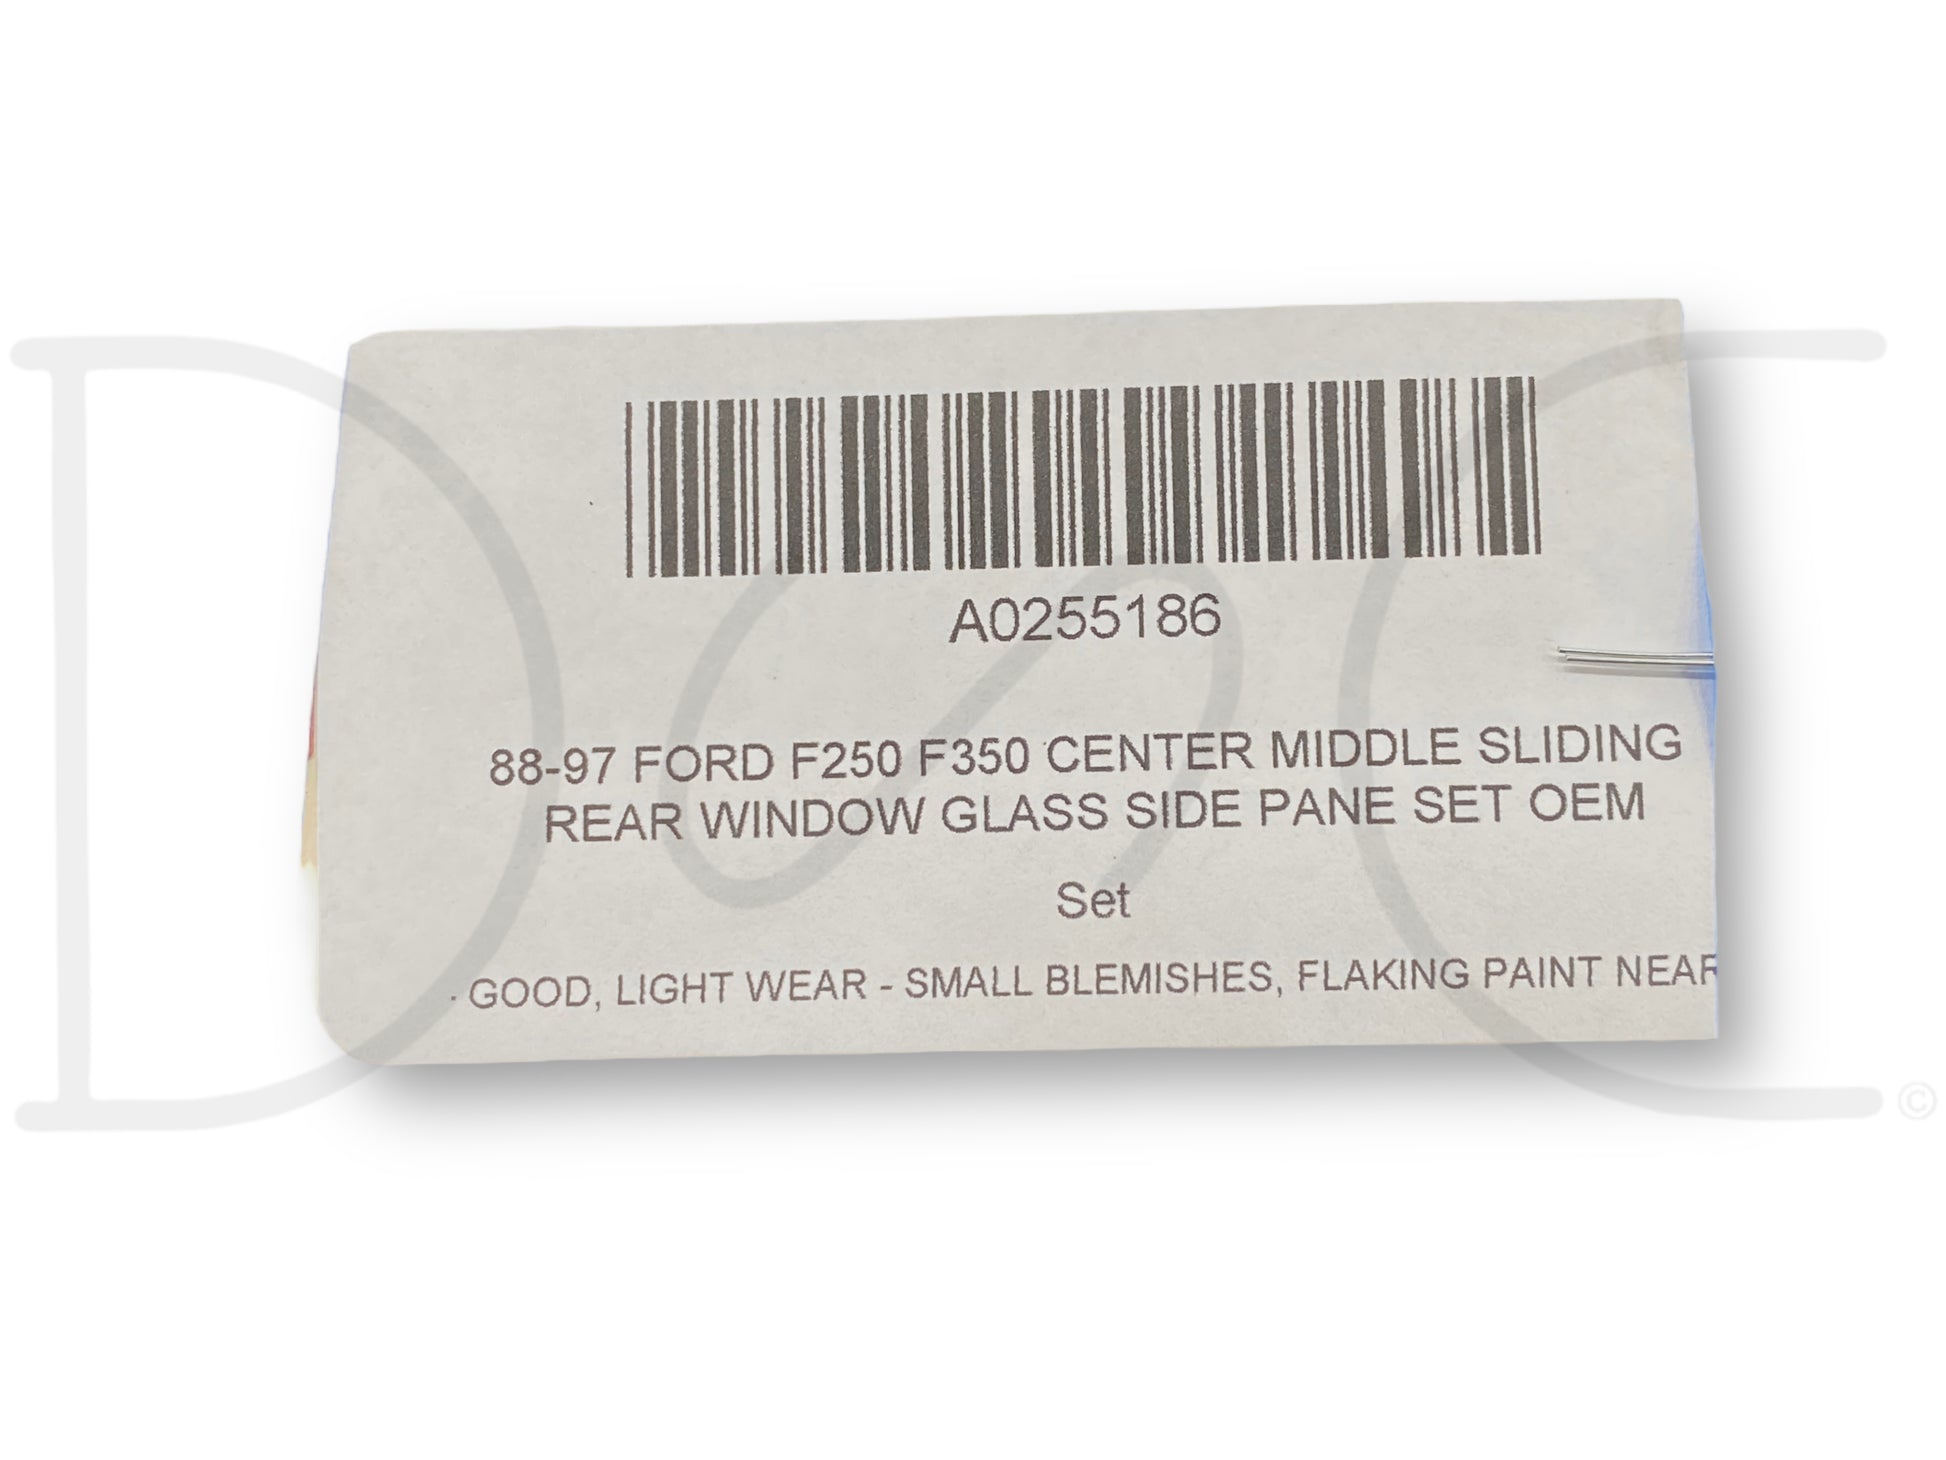 A0255186
88-97 FORD F250 F350 CENTER MIDDLE SLIDING
REAR WINDOW GLASS SIDE PANE SET OEM
Set
GOOD, LIGHT WEAR - SMALL BLEMISHES, FLAKING PAINT NEAR
©